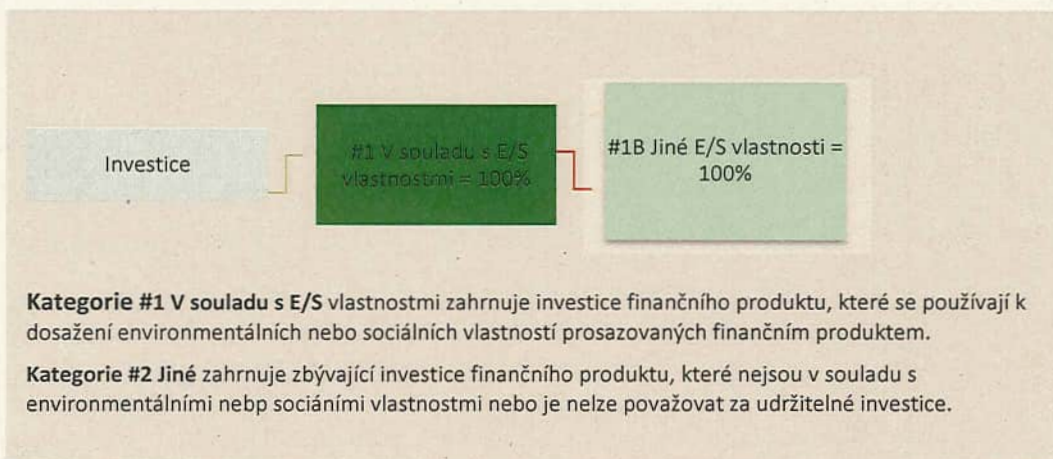 Investice
#1 V souladu s E/S
vlastnostmi = 100%
#1B Jiné E/S vlastnosti =
100%
Kategorie #1 V souladu s E/S vlastnostmi zahrnuje investice finančního produktu, které se používají k
dosažení environmentálních nebo sociálních vlastností prosazovaných finančním produktem.
Kategorie #2 Jiné zahrnuje zbývající investice finančního produktu, které nejsou v souladu s
environmentálními nebp sociáními vlastnostmi nebo je nelze považovat za udržitelné investice.